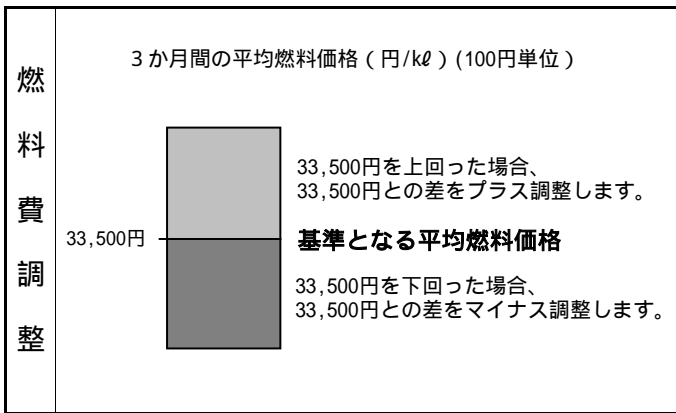 燃料費調整
3か月間の平均燃料価格(円/kℓ)(100円単位)
33,500円を上回った場合、
33,500円との差をプラス調整します。
33,500円
基準となる平均燃料価格
33,500円を下回った場合、
33,500円との差をマイナス調整します。